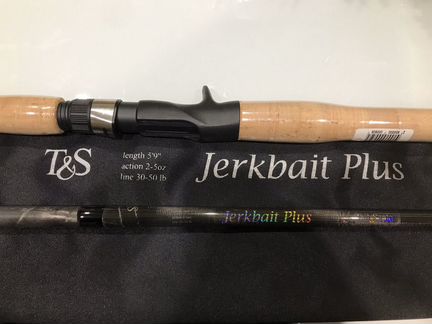 T&S
length 5'9"
action 2-5oz
line 30-50 lb
Jerkbait Plus
Jerkbait Plus